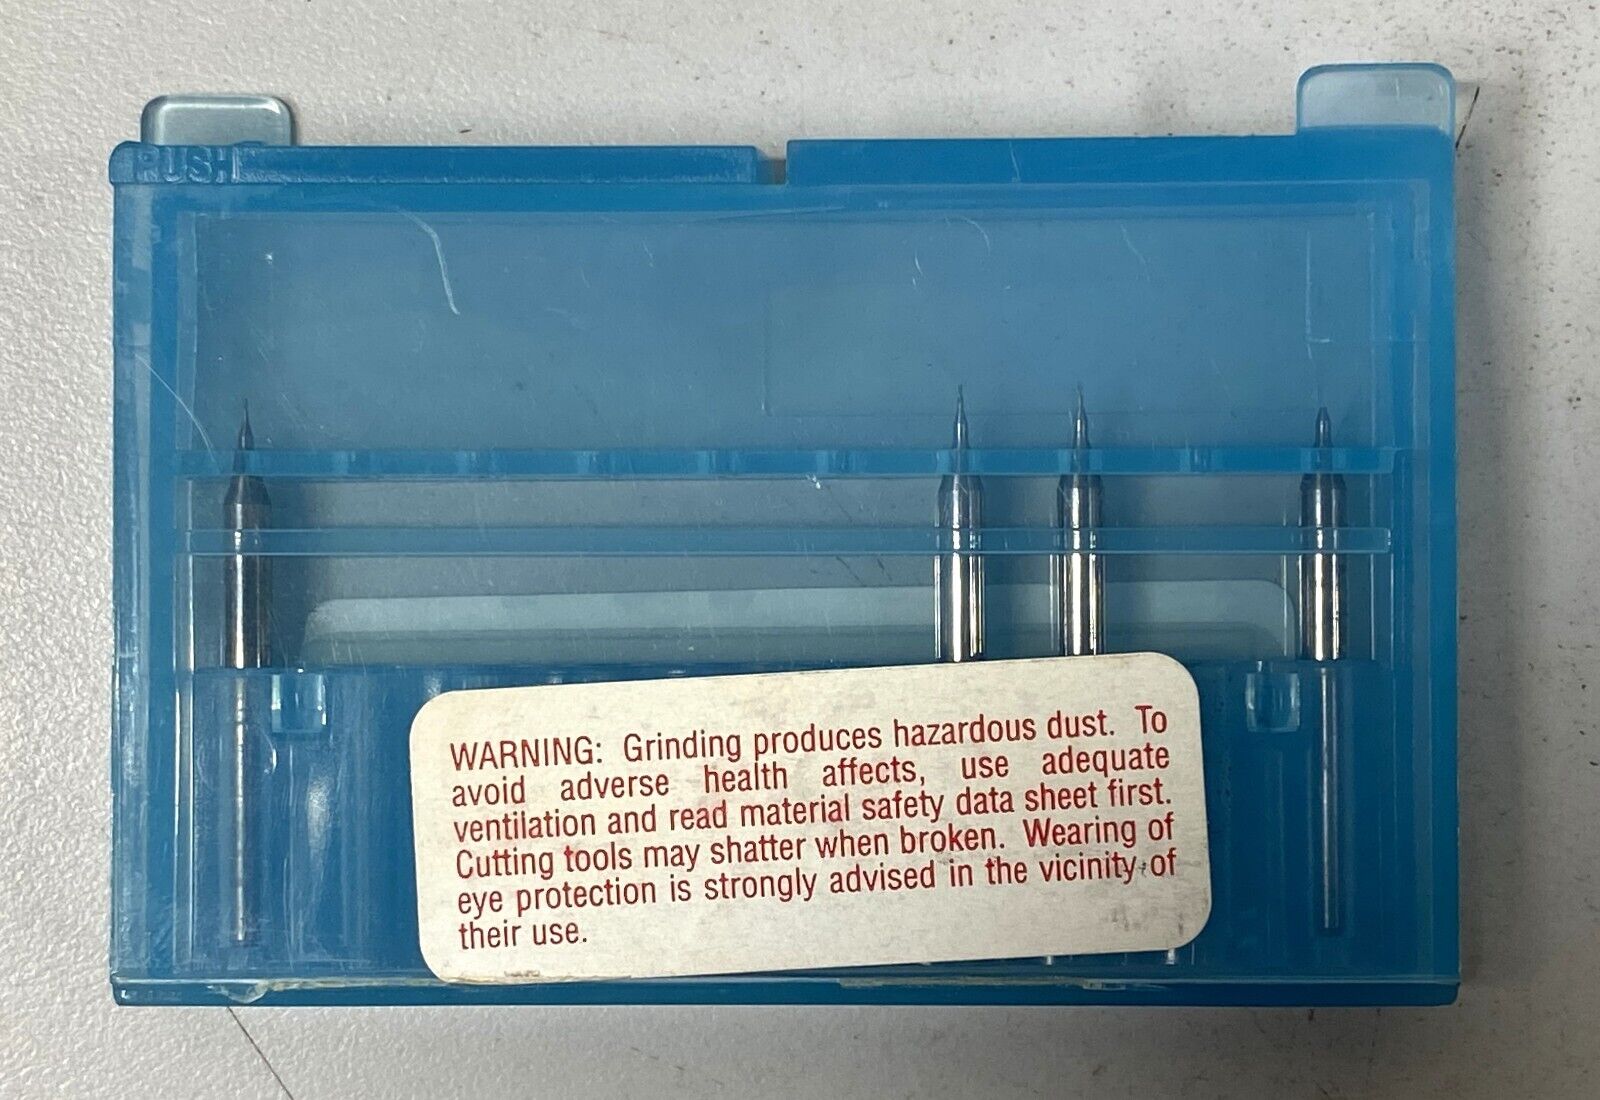 PUSH
WARNING: Grinding produces hazardous dust. To
avoid adverse health affects, use adequate
ventilation and read material safety data sheet first.
Cutting tools may shatter when broken. Wearing of
eye protection is strongly advised in the vicinity of
their use.